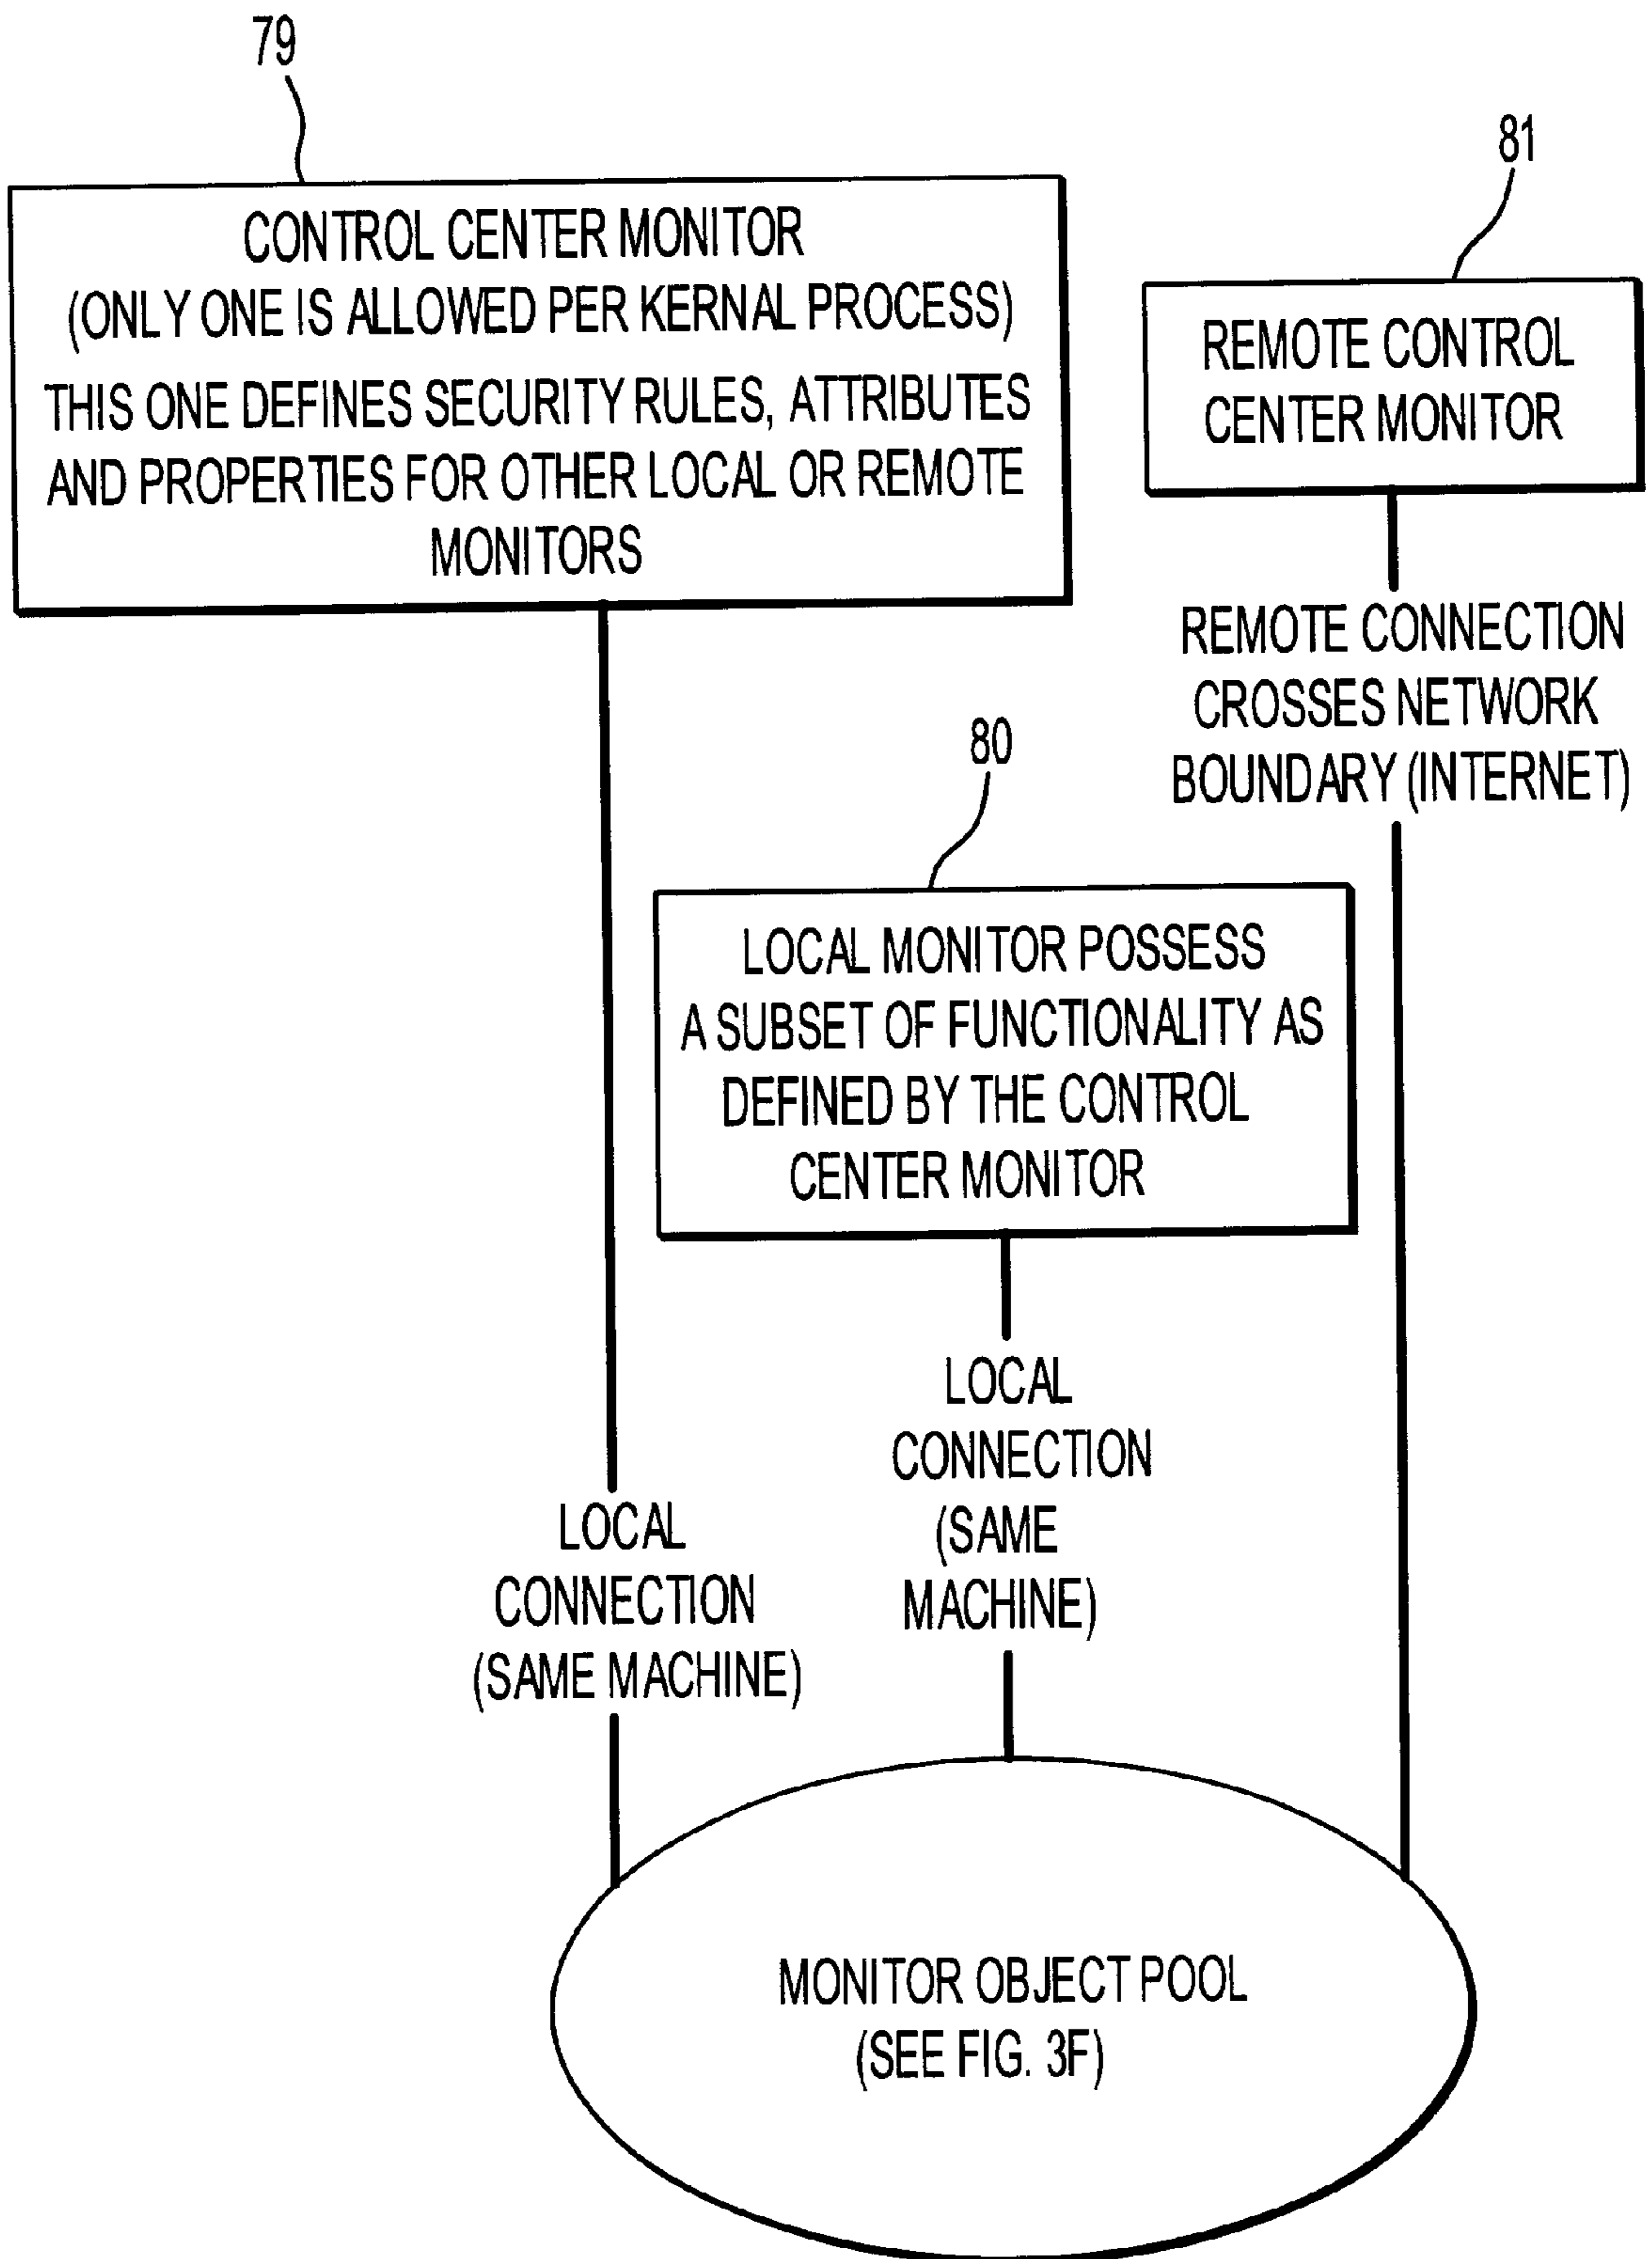 79
CONTROL CENTER MONITOR
(ONLY ONE IS ALLOWED PER KERNAL PROCESS)
THIS ONE DEFINES SECURITY RULES, ATTRIBUTES
AND PROPERTIES FOR OTHER LOCAL OR REMOTE
MONITORS
81
REMOTE CONTROL
CENTER MONITOR
REMOTE CONNECTION
CROSSES NETWORK
BOUNDARY (INTERNET)
80
LOCAL MONITOR POSSESS
A SUBSET OF FUNCTIONALITY AS
DEFINED BY THE CONTROL
CENTER MONITOR
LOCAL
CONNECTION
(SAME
MACHINE)
LOCAL
CONNECTION
(SAME MACHINE)
MONITOR OBJECT POOL
(SEE FIG. 3F)